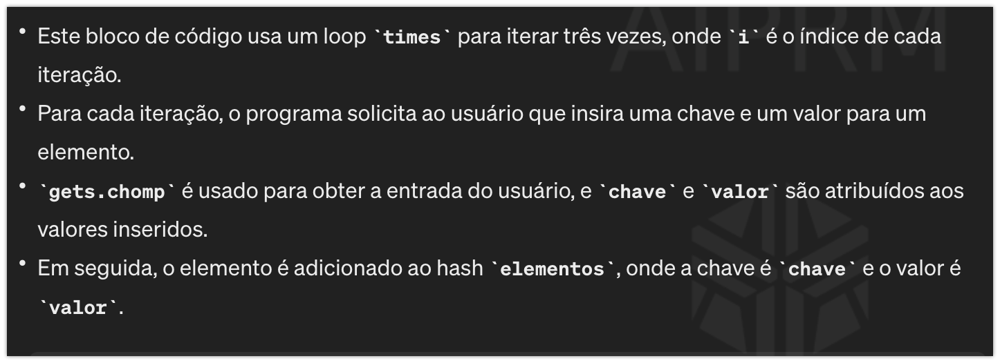 AIPRM
• Este bloco de código usa um loop `times` para iterar três vezes, onde `i` é o índice de cada
iteração.
• Para cada iteração, o programa solicita ao usuário que insira uma chave e um valor para um
elemento.
• `gets.chomp` é usado para obter a entrada do usuário, e `chave` e `valor` são atribuídos aos
valores inseridos.
• Em seguida, o elemento é adicionado ao hash `elementos`, onde a chave é `chave` e o valor é
`valor`.